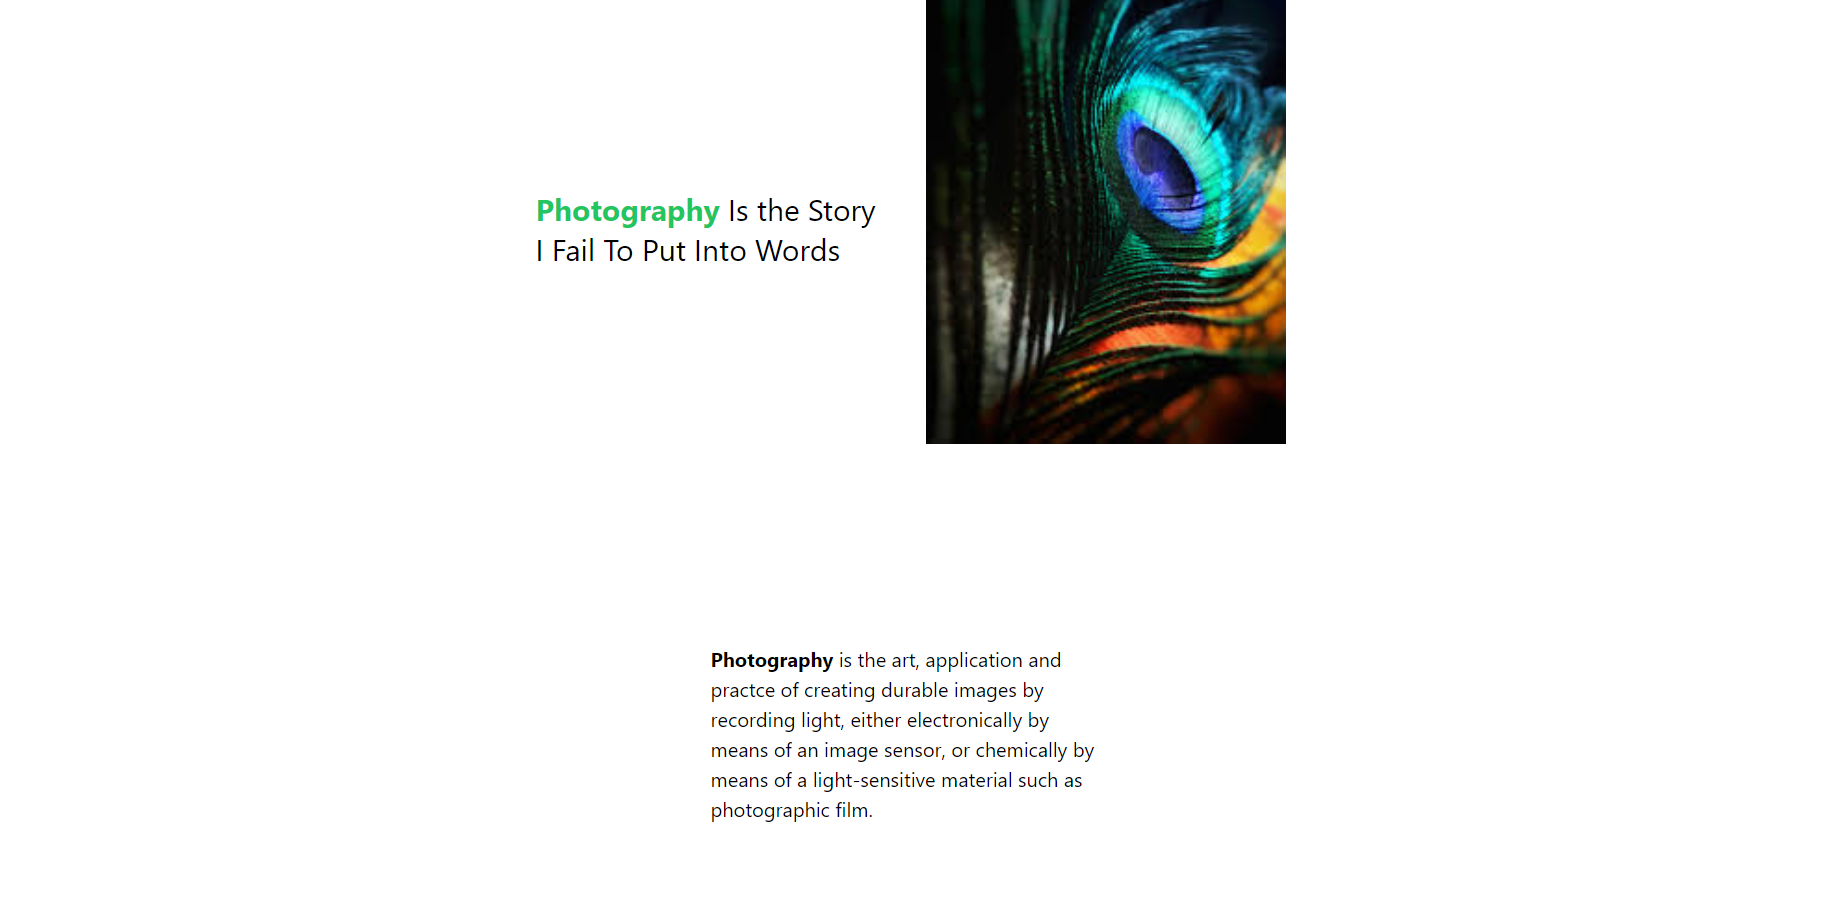 Photography Is the Story
I Fail To Put Into Words
Photography is the art, application and
practce of creating durable images by
recording light, either electronically by
means of an image sensor, or chemically by
means of a light-sensitive material such as
photographic film.